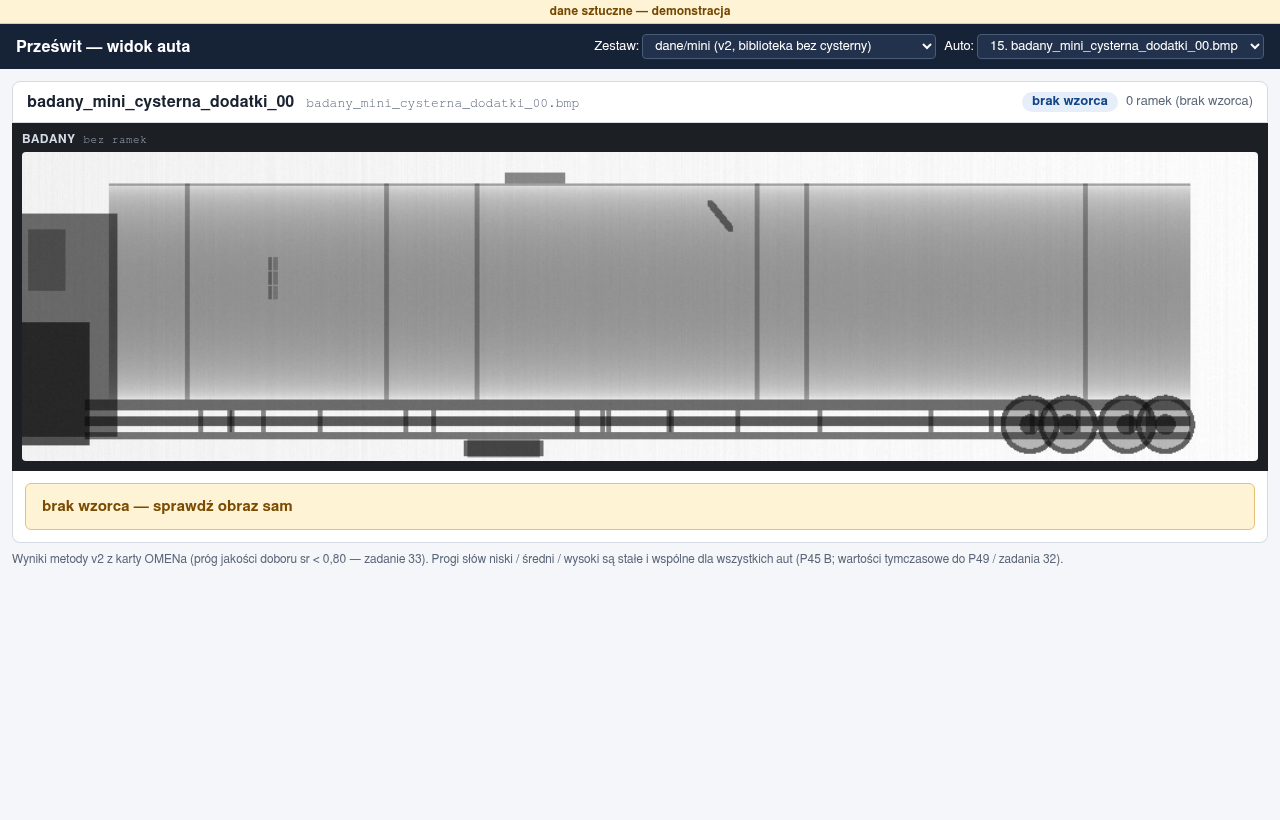 dane sztuczne — demonstracja
Prześwit — widok auta
Zestaw: dane/mini (v2, biblioteka bez cysterny)
Auto: 15. badany_mini_cysterna_dodatki_00.bmp
badany_mini_cysterna_dodatki_00 badany_mini_cysterna_dodatki_00.bmp
brak wzorca 0 ramek (brak wzorca)
BADANY bez ramek
brak wzorca — sprawdź obraz sam
Wyniki metody v2 z karty OMENa (próg jakości doboru sr < 0,80 — zadanie 33). Progi słów niski / średni / wysoki są stałe i wspólne dla wszystkich aut (P45 B; wartości tymczasowe do P49 / zadania 32).